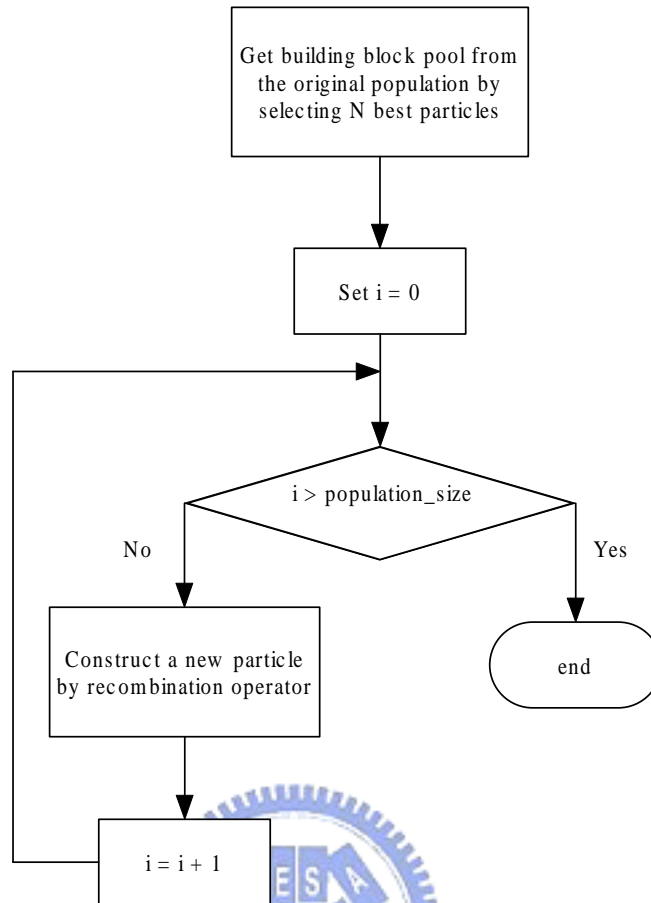 Get building block pool from
the original population by
selecting N best particles
Set i = 0
i > population_size
No
Yes
Construct a new particle
by recombination operator
end
i = i + 1
E S A